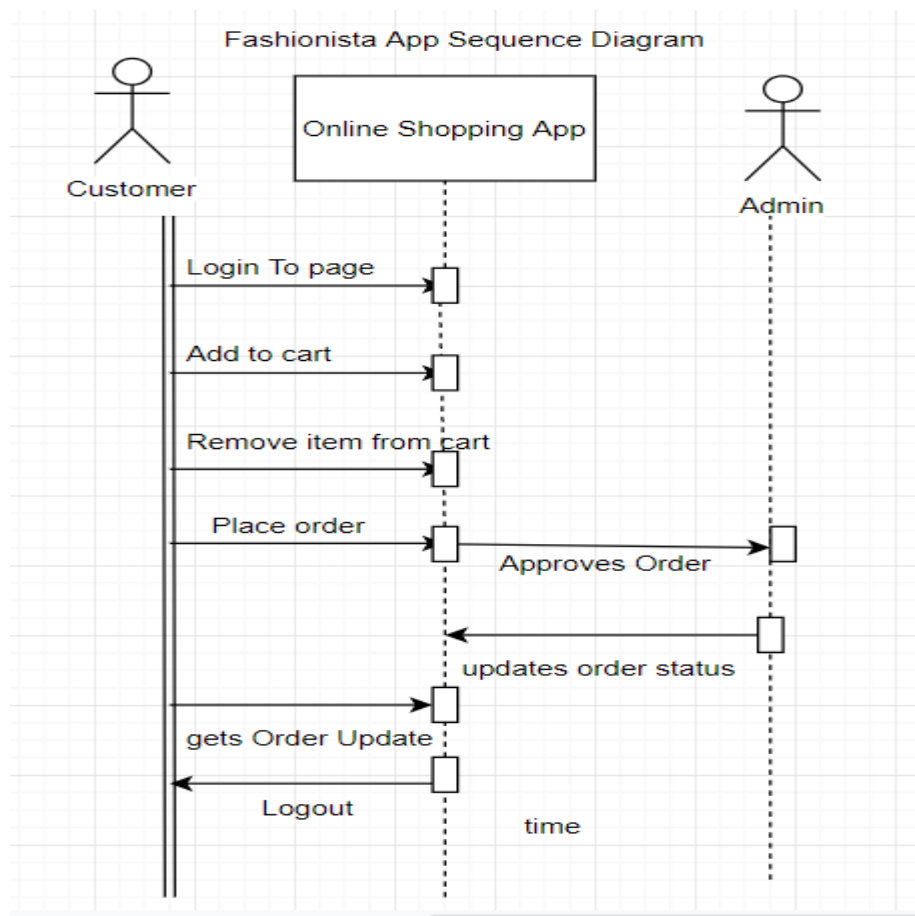 Fashionista App Sequence Diagram
Online Shopping App
Customer
Admin
Login To page
Add to cart
Remove item from cart
Place order
Approves Order
updates order status
gets Order Update
Logout
time